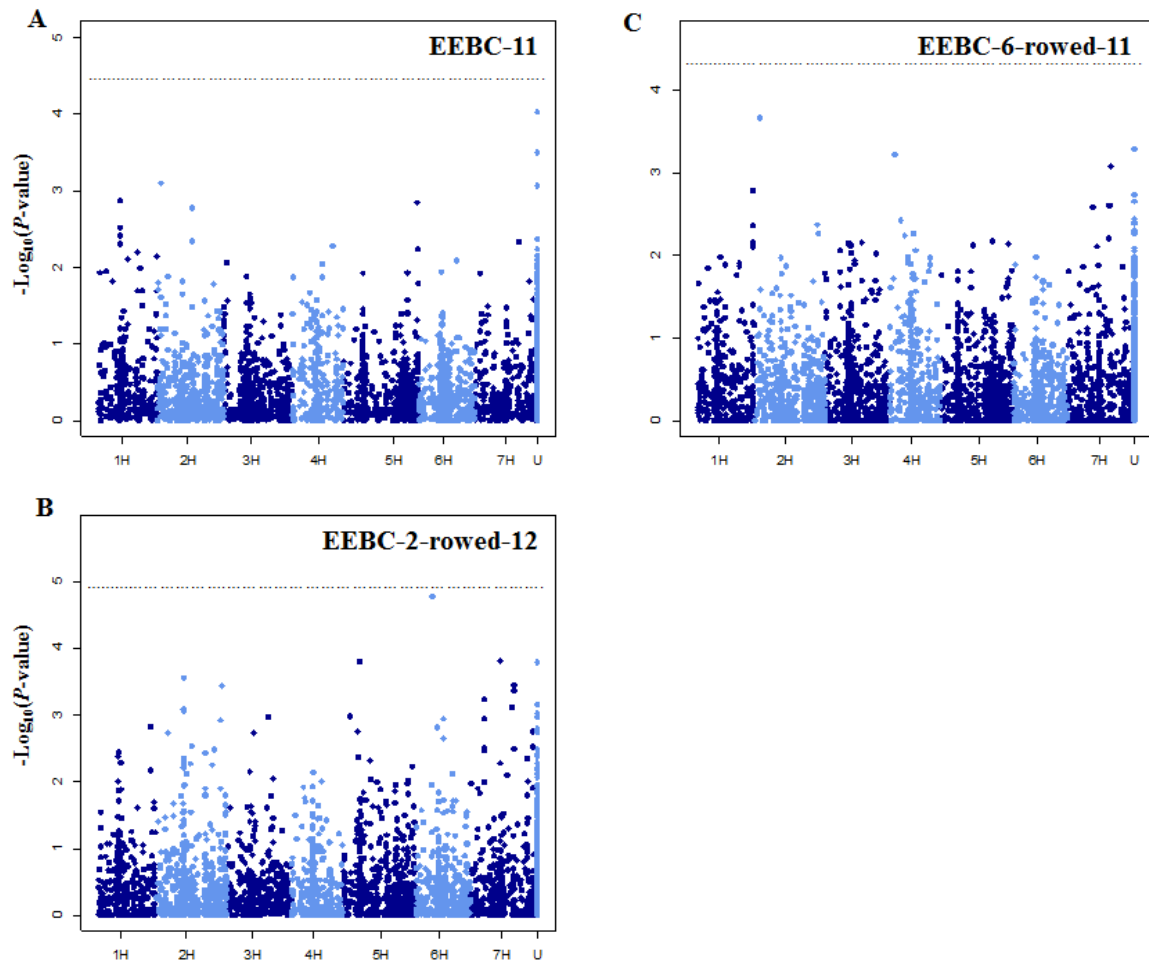 A
EEBC-11
5
4
3
2
1
0
-Log₁₀(P-value)
1H 2H 3H 4H 5H 6H 7H U
B
EEBC-2-rowed-12
5
4
3
2
1
0
-Log₁₀(P-value)
1H 2H 3H 4H 5H 6H 7H U
C
EEBC-6-rowed-11
4
3
2
1
0
1H 2H 3H 4H 5H 6H 7H U